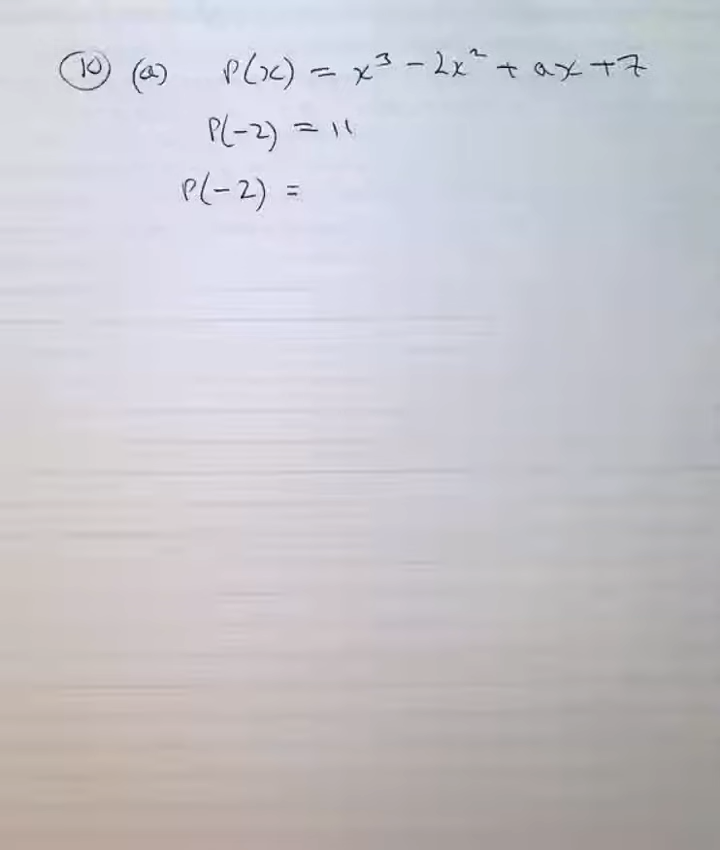 10 (a) P(x) = x³ - 2x² + ax + 7
P(-2) = 11
P(-2) =